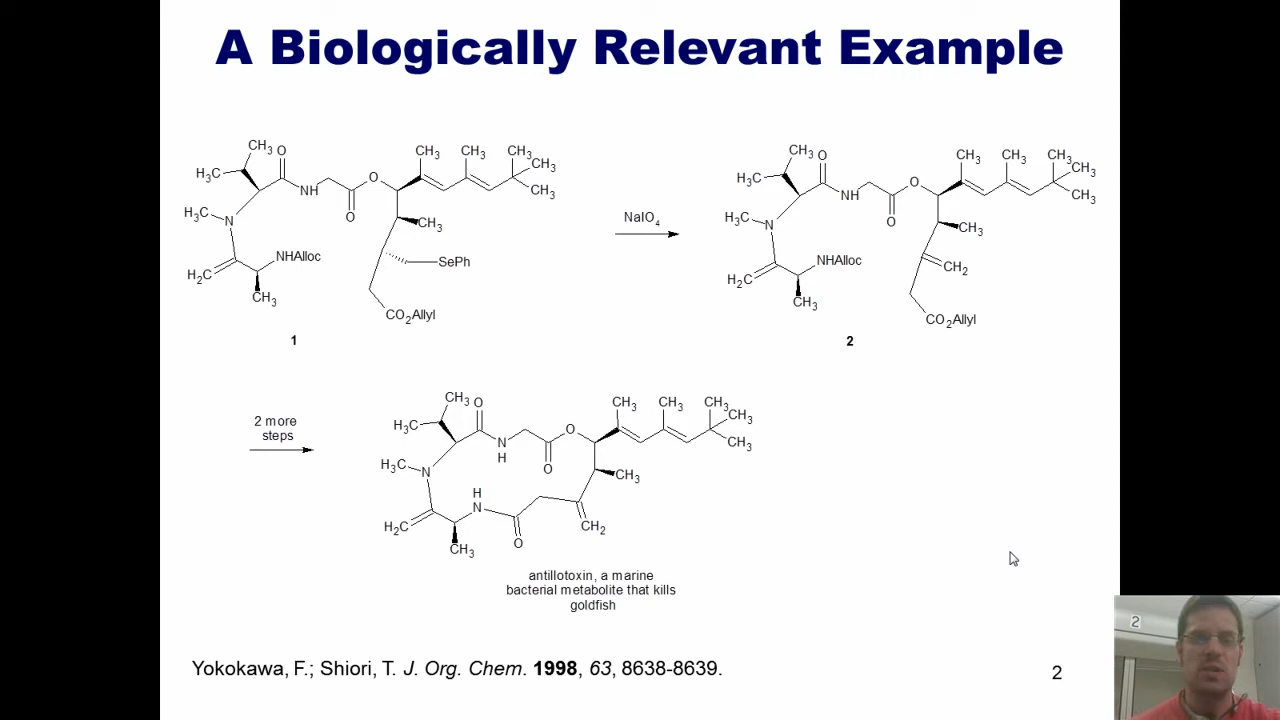 A Biologically Relevant Example
CH3 O CH3 CH3 CH3
H3C O CH3
NH CH3
H3C N O CH3
NHAlloc SePh
H2C
CH3 CO2Allyl
1
NaIO4
CH3 O CH3 CH3 CH3
H3C O CH3
NH CH3
H3C N O CH3
NHAlloc CH2
H2C
CH3 CO2Allyl
2
2 more
steps
CH3 O CH3 CH3 CH3
H3C N O CH3
H O CH3
H3C N CH3
H
N
H2C CH2
CH3 O
antillotoxin, a marine
bacterial metabolite that kills
goldfish
Yokokawa, F.; Shiori, T. J. Org. Chem. 1998, 63, 8638-8639.
2
2